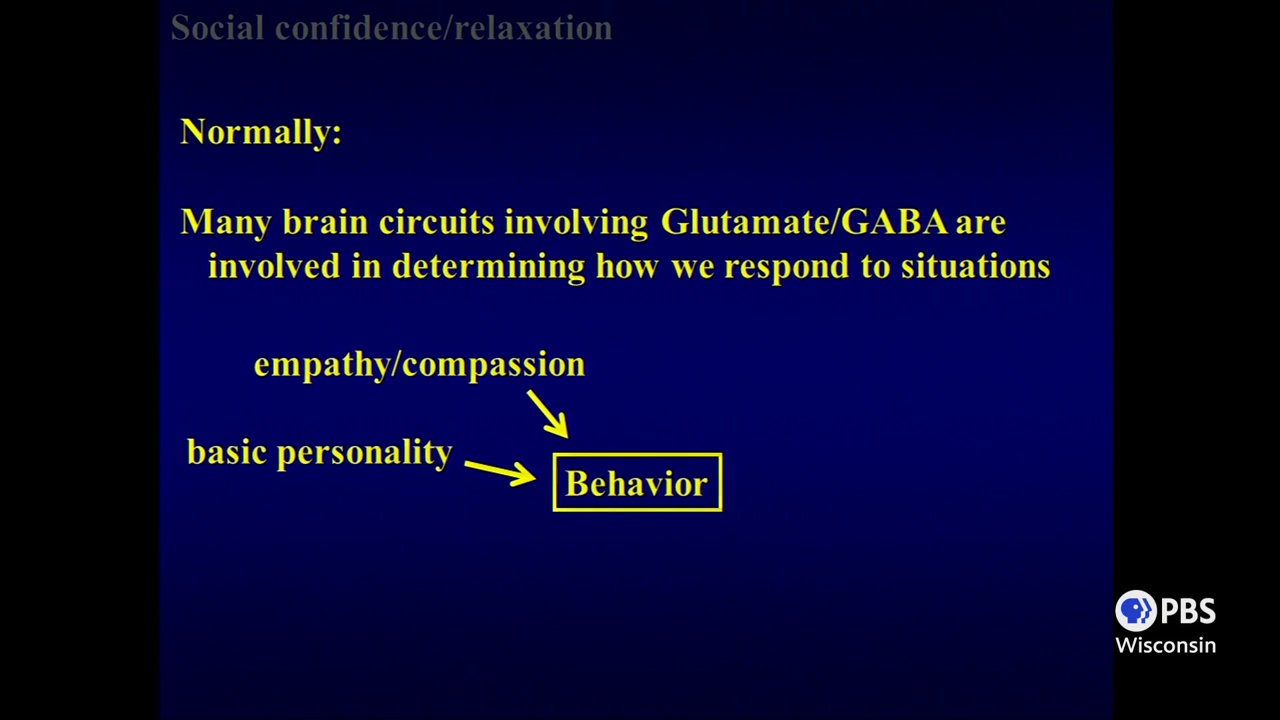 Social confidence/relaxation
Normally:
Many brain circuits involving Glutamate/GABA are
involved in determining how we respond to situations
empathy/compassion
basic personality
Behavior
PBS
Wisconsin